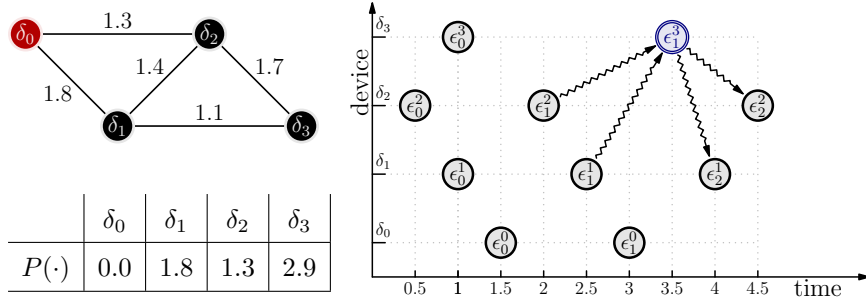 δ₀ 1.3 δ₂
1.8 1.4 1.7
δ₁ 1.1 δ₃
δ₀ δ₁ δ₂ δ₃
P(·) 0.0 1.8 1.3 2.9
device
δ₃ ϵ₀³ ϵ₁³
δ₂ ϵ₀² ϵ₁² ϵ₂²
δ₁ ϵ₀¹ ϵ₁¹ ϵ₂¹
δ₀ ϵ₀⁰ ϵ₁⁰
0.5 1 1.5 2 2.5 3 3.5 4 4.5 time